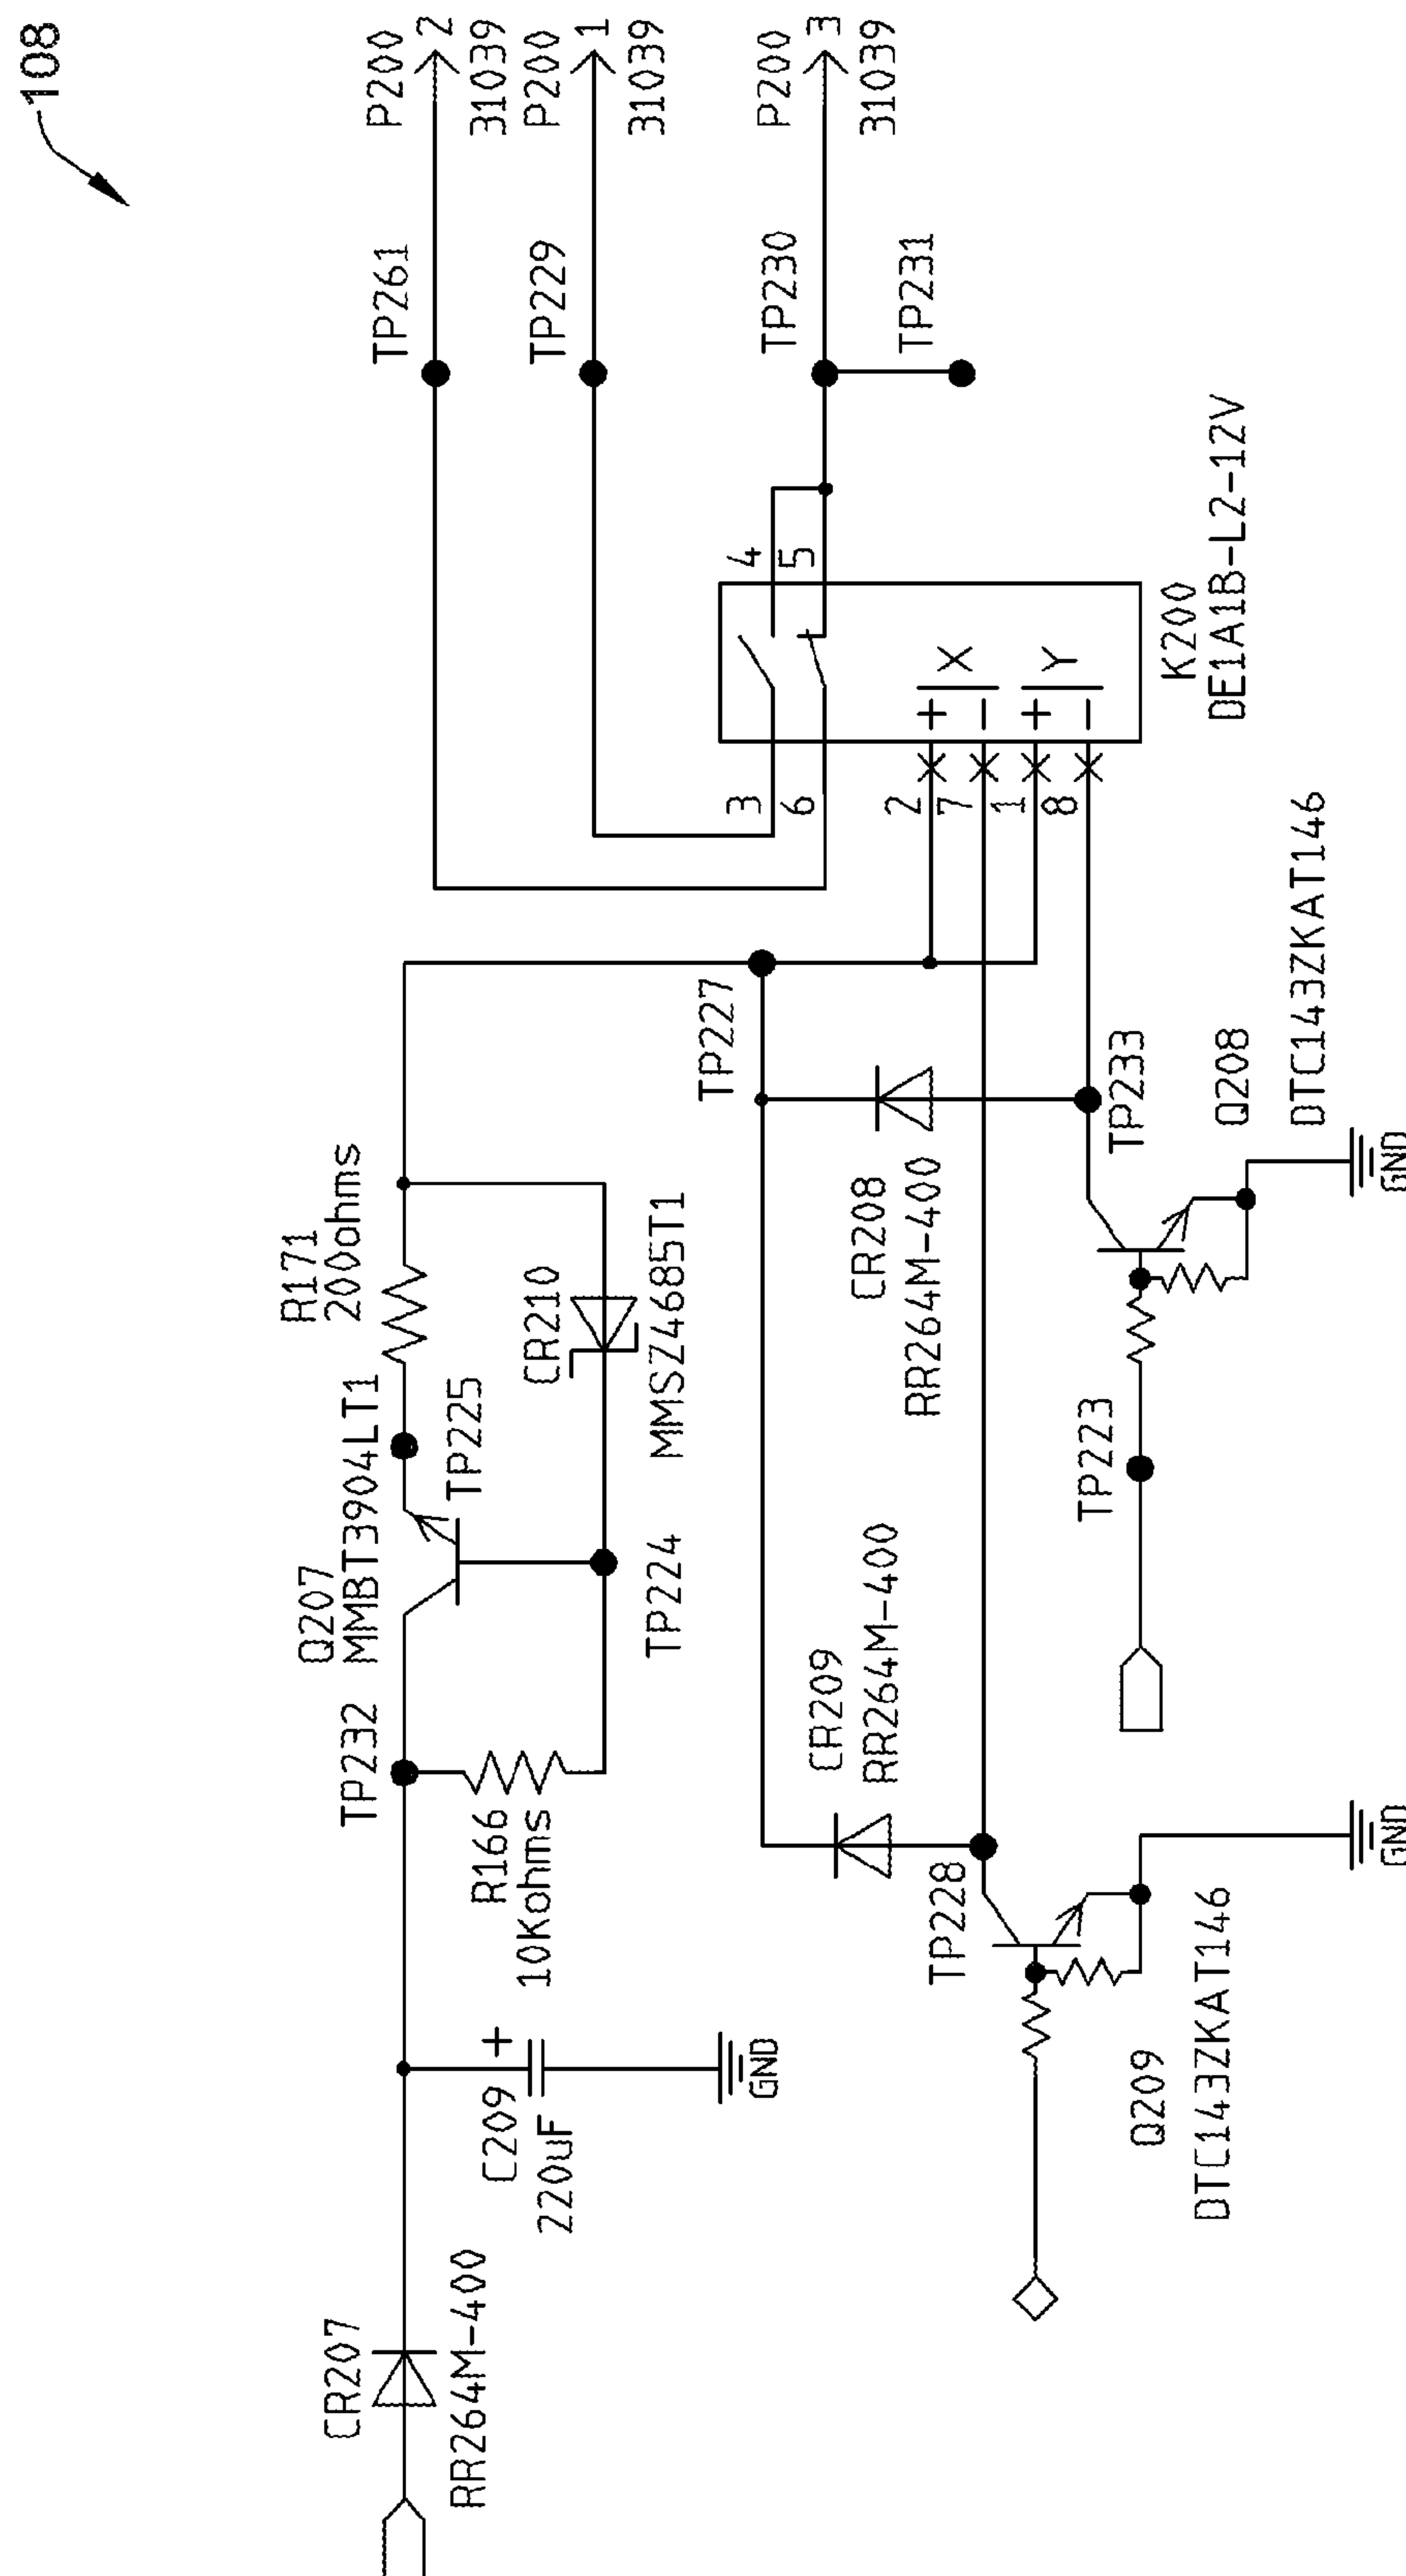 108
P200
2
31039
P200
1
31039
P200
3
31039
TP261
TP229
TP230
TP231
4
5
3
6
2
7
1
8
+
−
X
+
−
Y
K200
DE1A1B-L2-12V
TP227
R171
200ohms
CR210
MMSZ4685T1
Q207
MMBT3904LT1
TP225
TP224
TP232
R166
10Kohms
C209
+
220uF
GND
CR207
RR264M-400
CR208
RR264M-400
TP233
Q208
DTC143ZKAT146
GND
TP223
CR209
RR264M-400
TP228
Q209
DTC143ZKAT146
GND